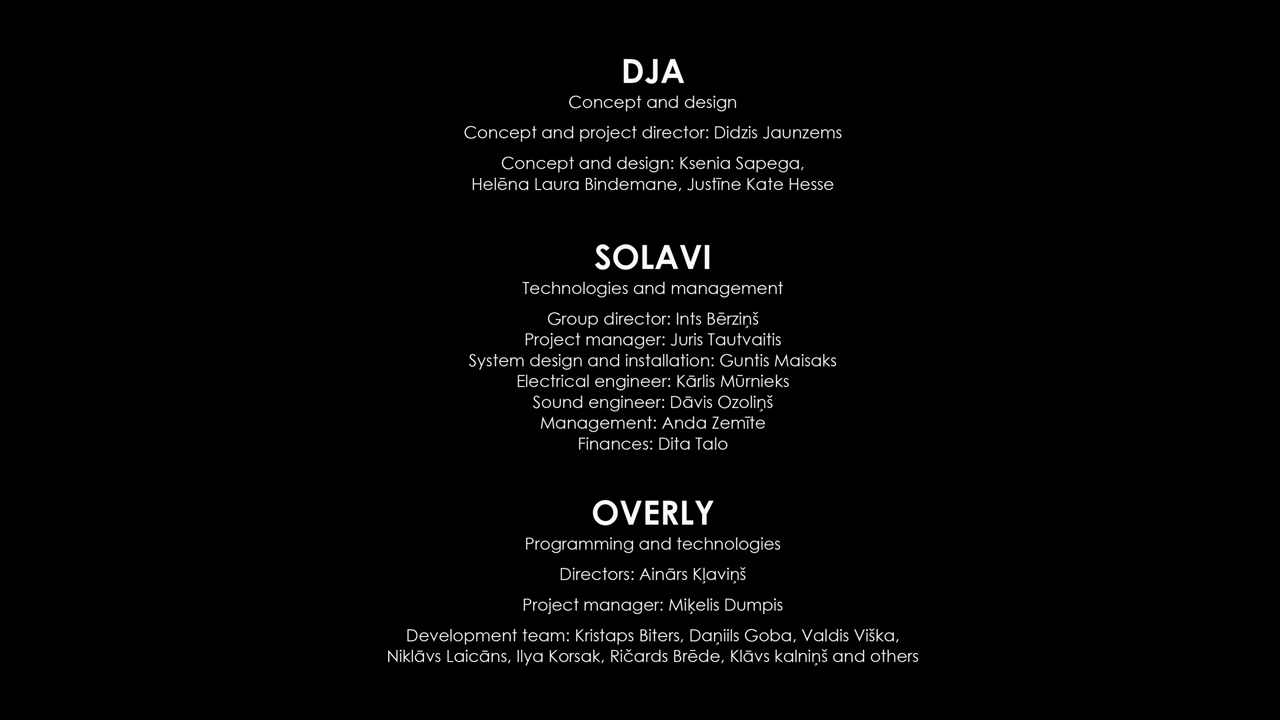 DJA
Concept and design
Concept and project director: Didzis Jaunzems
Concept and design: Ksenia Sapega,
Helēna Laura Bindemane, Justīne Kate Hesse
SOLAVI
Technologies and management
Group director: Ints Bērziņš
Project manager: Juris Tautvaitis
System design and installation: Guntis Maisaks
Electrical engineer: Kārlis Mūrnieks
Sound engineer: Dāvis Ozoliņš
Management: Anda Zemīte
Finances: Dita Talo
OVERLY
Programming and technologies
Directors: Ainārs Kļaviņš
Project manager: Miķelis Dumpis
Development team: Kristaps Biters, Daņiils Goba, Valdis Viška,
Niklāvs Laicāns, Ilya Korsak, Ričards Brēde, Klāvs kalniņš and others